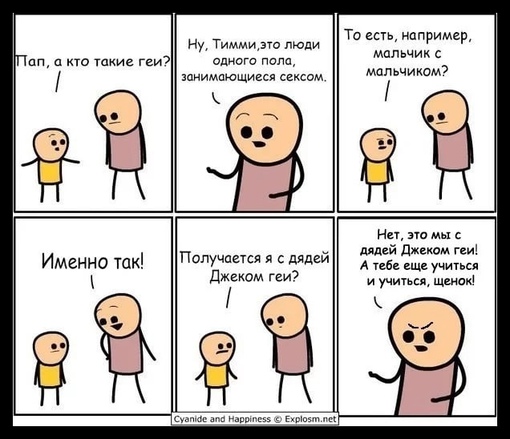 Пап, а кто такие геи?
Ну, Тимми,это люди
одного пола,
занимающиеся сексом.
То есть, например,
мальчик с
мальчиком?
Именно так!
Получается я с дядей
Джеком геи?
Нет, это мы с
дядей Джеком геи!
А тебе еще учиться
и учиться, щенок!
Cyanide and Happiness © Explosm.net